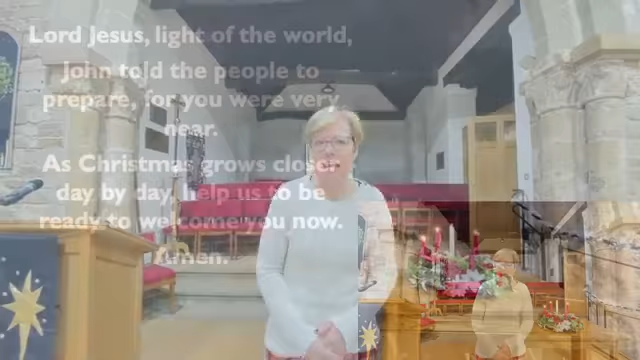 Lord Jesus, light of the world,
John told the people to
prepare, for you were very
near.
As Christmas grows closer
day by day, help us to be
ready to welcome you now.
Amen.